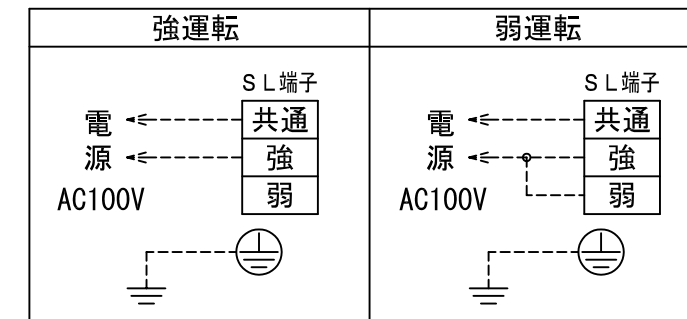 強運転
ＳＬ端子
電 共通
源 強
AC100V 弱
弱運転
ＳＬ端子
電 共通
源 強
AC100V 弱